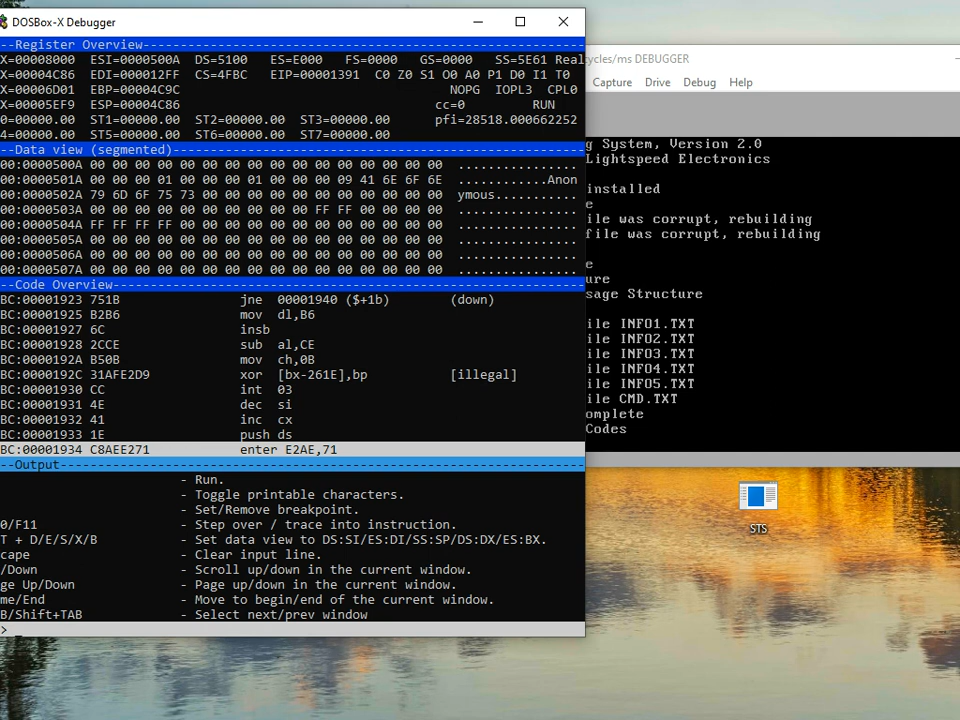 DOSBox-X Debugger
--Register Overview---
X=00008000 ESI=0000500A DS=5100 ES=E000 FS=0000 GS=0000 SS=5E61 Real
X=00004C86 EDI=000012FF CS=4FBC EIP=00001391 C0 Z0 S1 O0 A0 P1 D0 I1 T0
X=00006D01 EBP=00004C9C NOPG IOPL3 CPL0
X=00005EF9 ESP=00004C86 cc=0 RUN
0=00000.00 ST1=00000.00 ST2=00000.00 ST3=00000.00 pfi=28518.000662252
4=00000.00 ST5=00000.00 ST6=00000.00 ST7=00000.00
--Data view (segmented)---
00:0000500A 00 00 00 00 00 00 00 00 00 00 00 00 00 00 00 00 ................
00:0000501A 00 00 00 01 00 00 00 01 00 00 00 09 41 6E 6F 6E ............Anon
00:0000502A 79 6D 6F 75 73 00 00 00 00 00 00 00 00 00 00 00 ymous...........
00:0000503A 00 00 00 00 00 00 00 00 00 00 FF FF 00 00 00 00 ................
00:0000504A FF FF FF FF 00 00 00 00 00 00 00 00 00 00 00 00 ................
00:0000505A 00 00 00 00 00 00 00 00 00 00 00 00 00 00 00 00 ................
00:0000506A 00 00 00 00 00 00 00 00 00 00 00 00 00 00 00 00 ................
00:0000507A 00 00 00 00 00 00 00 00 00 00 00 00 00 00 00 00 ................
--Code Overview---
BC:00001923 751B jne 00001940 ($+1b) (down)
BC:00001925 B2B6 mov dl,B6
BC:00001927 6C insb
BC:00001928 2CCE sub al,CE
BC:0000192A B50B mov ch,0B
BC:0000192C 31AFE2D9 xor [bx-261E],bp [illegal]
BC:00001930 CC int 03
BC:00001931 4E dec si
BC:00001932 41 inc cx
BC:00001933 1E push ds
BC:00001934 C8AEE271 enter E2AE,71
--Output---
- Run.
- Toggle printable characters.
- Set/Remove breakpoint.
0/F11 - Step over / trace into instruction.
T + D/E/S/X/B - Set data view to DS:SI/ES:DI/SS:SP/DS:DX/ES:BX.
cape - Clear input line.
/Down - Scroll up/down in the current window.
ge Up/Down - Page up/down in the current window.
me/End - Move to begin/end of the current window.
B/Shift+TAB - Select next/prev window
>_
ycles/ms DEBUGGER
Capture Drive Debug Help
g System, Version 2.0
Lightspeed Electronics
installed
e
ile was corrupt, rebuilding
file was corrupt, rebuilding
e
ure
sage Structure
ile INFO1.TXT
ile INFO2.TXT
ile INFO3.TXT
ile INFO4.TXT
ile INFO5.TXT
ile CMD.TXT
omplete
Codes
STS